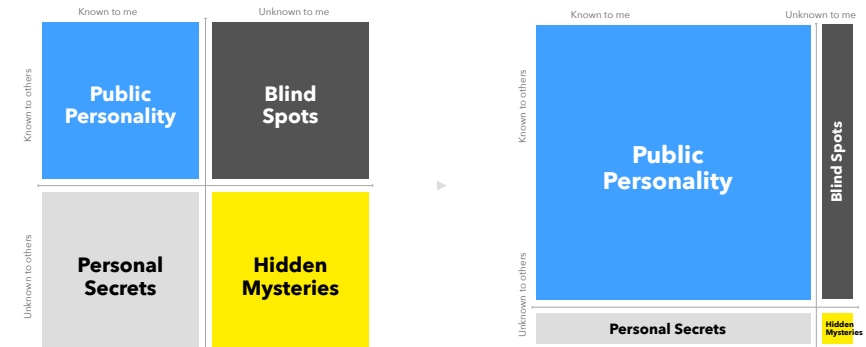 Known to me
Unknown to me
Known to others
Public
Personality
Blind
Spots
Unknown to others
Personal
Secrets
Hidden
Mysteries
Known to me
Unknown to me
Known to others
Public
Personality
Blind Spots
Unknown to others
Personal Secrets
Hidden
Mysteries